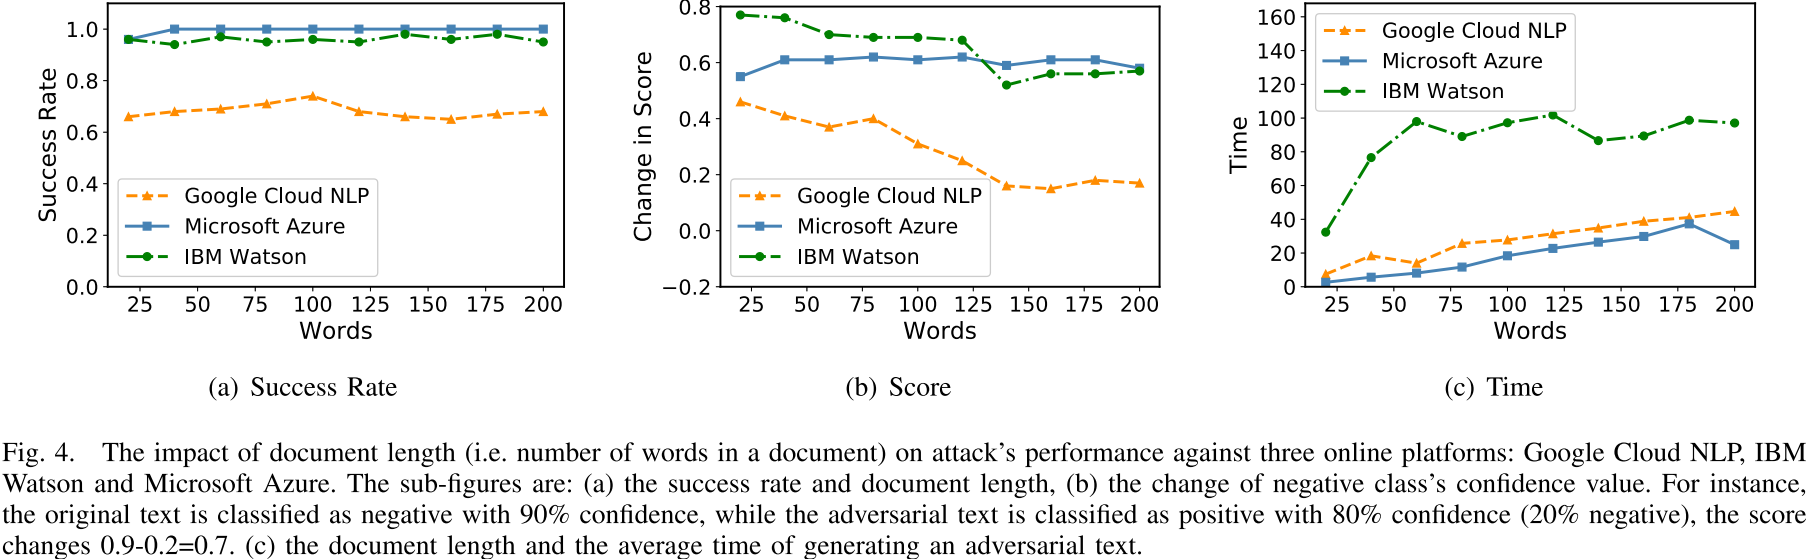 1.0
0.8
0.6
0.4
0.2
0.0
Success Rate
Google Cloud NLP
Microsoft Azure
IBM Watson
25 50 75 100 125 150 175 200
Words
(a) Success Rate
0.8
0.6
0.4
0.2
0.0
−0.2
Change in Score
Google Cloud NLP
Microsoft Azure
IBM Watson
25 50 75 100 125 150 175 200
Words
(b) Score
160
140
120
100
80
60
40
20
0
Time
Google Cloud NLP
Microsoft Azure
IBM Watson
25 50 75 100 125 150 175 200
Words
(c) Time
Fig. 4. The impact of document length (i.e. number of words in a document) on attack's performance against three online platforms: Google Cloud NLP, IBM
Watson and Microsoft Azure. The sub-figures are: (a) the success rate and document length, (b) the change of negative class's confidence value. For instance,
the original text is classified as negative with 90% confidence, while the adversarial text is classified as positive with 80% confidence (20% negative), the score
changes 0.9-0.2=0.7. (c) the document length and the average time of generating an adversarial text.